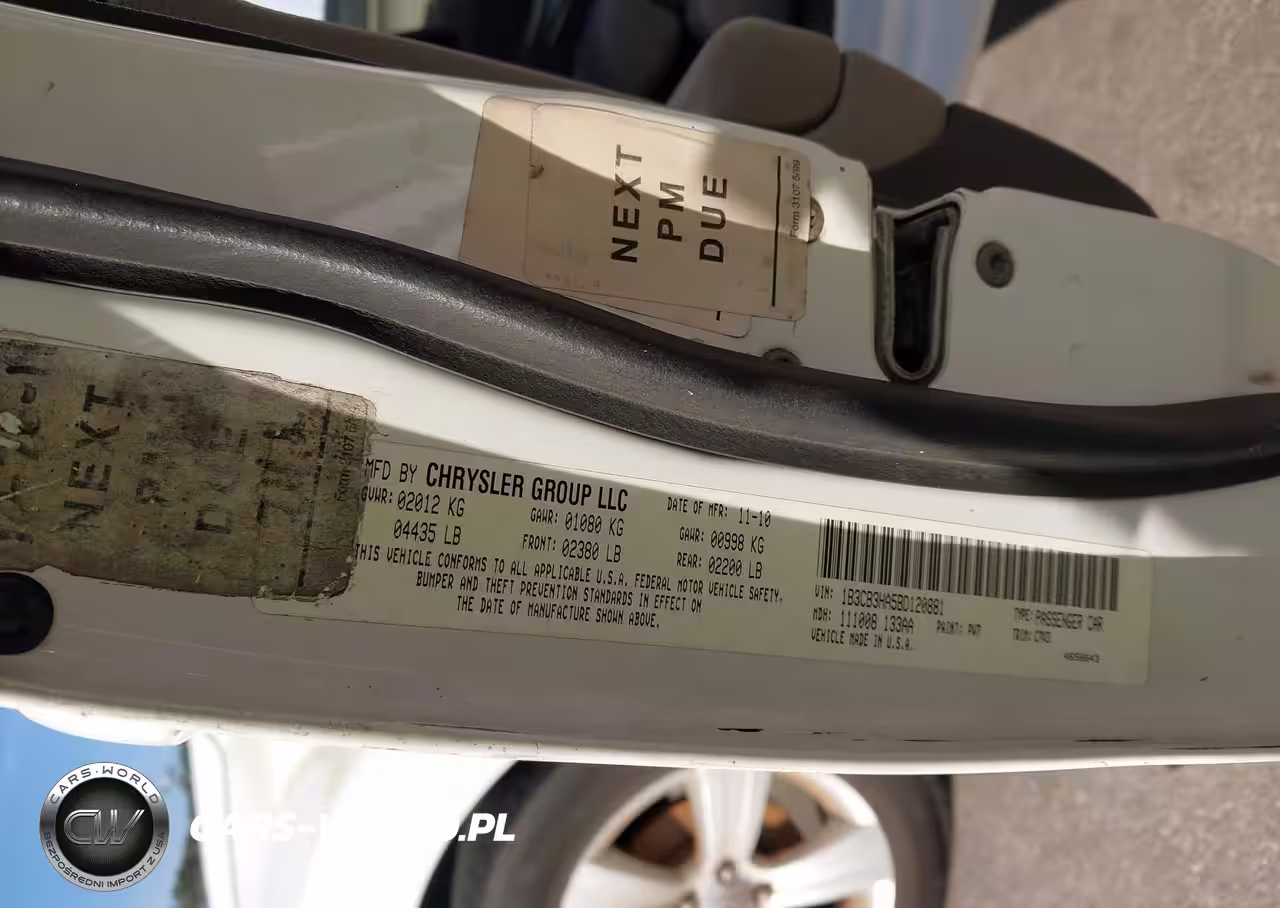 NEXT
PM
DUE
Form 3107 5/99
NEXT
MFD BY CHRYSLER GROUP LLC
DATE OF MFR: 11-10
GVWR: 02012 KG
GAWR: 01080 KG
GAWR: 00998 KG
04435 LB
FRONT: 02380 LB
REAR: 02200 LB
THIS VEHICLE CONFORMS TO ALL APPLICABLE U.S.A. FEDERAL MOTOR VEHICLE SAFETY,
BUMPER AND THEFT PREVENTION STANDARDS IN EFFECT ON
THE DATE OF MANUFACTURE SHOWN ABOVE.
VIN: 1B3CB3HA5BD120881
TYPE: PASSENGER CAR
MDH: 111008 133AA
PAINT: PW7
VEHICLE MADE IN U.S.A.
CARS-WORLD
CW
BEZPOŚREDNI IMPORT Z USA